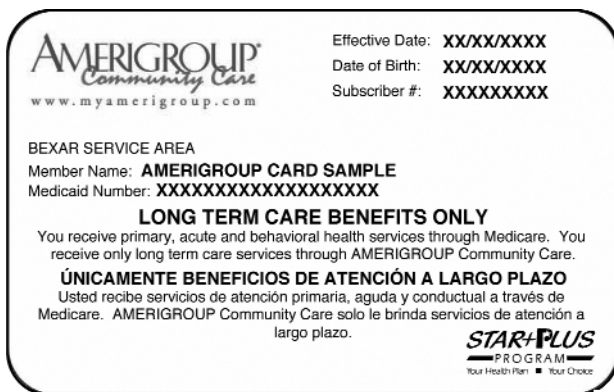 AMERIGROUP®
Community Care
www.myamerigroup.com
Effective Date: XX/XX/XXXX
Date of Birth: XX/XX/XXXX
Subscriber #: XXXXXXXXX
BEXAR SERVICE AREA
Member Name: AMERIGROUP CARD SAMPLE
Medicaid Number: XXXXXXXXXXXXXXXXXXX
LONG TERM CARE BENEFITS ONLY
You receive primary, acute and behavioral health services through Medicare. You
receive only long term care services through AMERIGROUP Community Care.
ÚNICAMENTE BENEFICIOS DE ATENCIÓN A LARGO PLAZO
Usted recibe servicios de atención primaria, aguda y conductual a través de
Medicare. AMERIGROUP Community Care solo le brinda servicios de atención a
largo plazo.
STAR+PLUS
PROGRAM
Your Health Plan ■ Your Choice